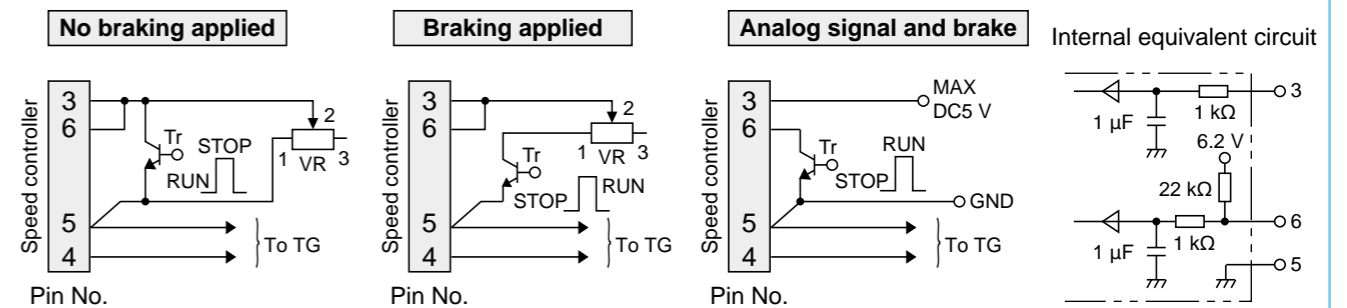 No braking applied
Speed controller
3
6
5
4
Tr
STOP
RUN
2
1 VR 3
To TG
Pin No.
Braking applied
Speed controller
3
6
5
4
Tr
2
1 VR 3
STOP
RUN
To TG
Pin No.
Analog signal and brake
Speed controller
3
6
5
4
MAX
DC5 V
Tr
RUN
STOP
GND
To TG
Pin No.
Internal equivalent circuit
3
1 kΩ
1 µF
6.2 V
22 kΩ
6
1 kΩ
1 µF
5